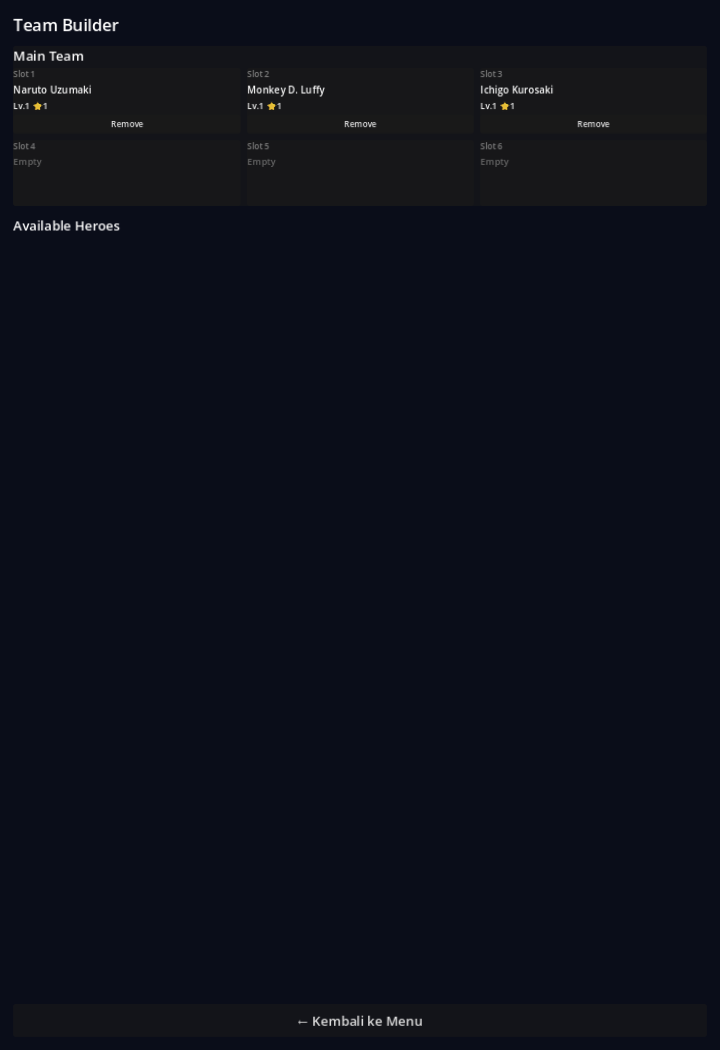 Team Builder
Main Team
Slot 1
Naruto Uzumaki
Lv.1 ⭐1
Remove
Slot 2
Monkey D. Luffy
Lv.1 ⭐1
Remove
Slot 3
Ichigo Kurosaki
Lv.1 ⭐1
Remove
Slot 4
Empty
Slot 5
Empty
Slot 6
Empty
Available Heroes
← Kembali ke Menu